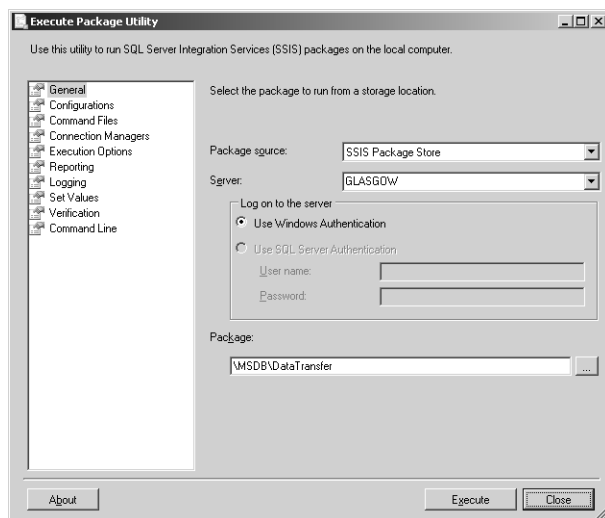 Execute Package Utility
Use this utility to run SQL Server Integration Services (SSIS) packages on the local computer.
General
Configurations
Command Files
Connection Managers
Execution Options
Reporting
Logging
Set Values
Verification
Command Line
Select the package to run from a storage location.
Package source:
SSIS Package Store
Server:
GLASGOW
Log on to the server
Use Windows Authentication
Use SQL Server Authentication
User name:
Password:
Package:
\MSDB\DataTransfer
...
About
Execute
Close